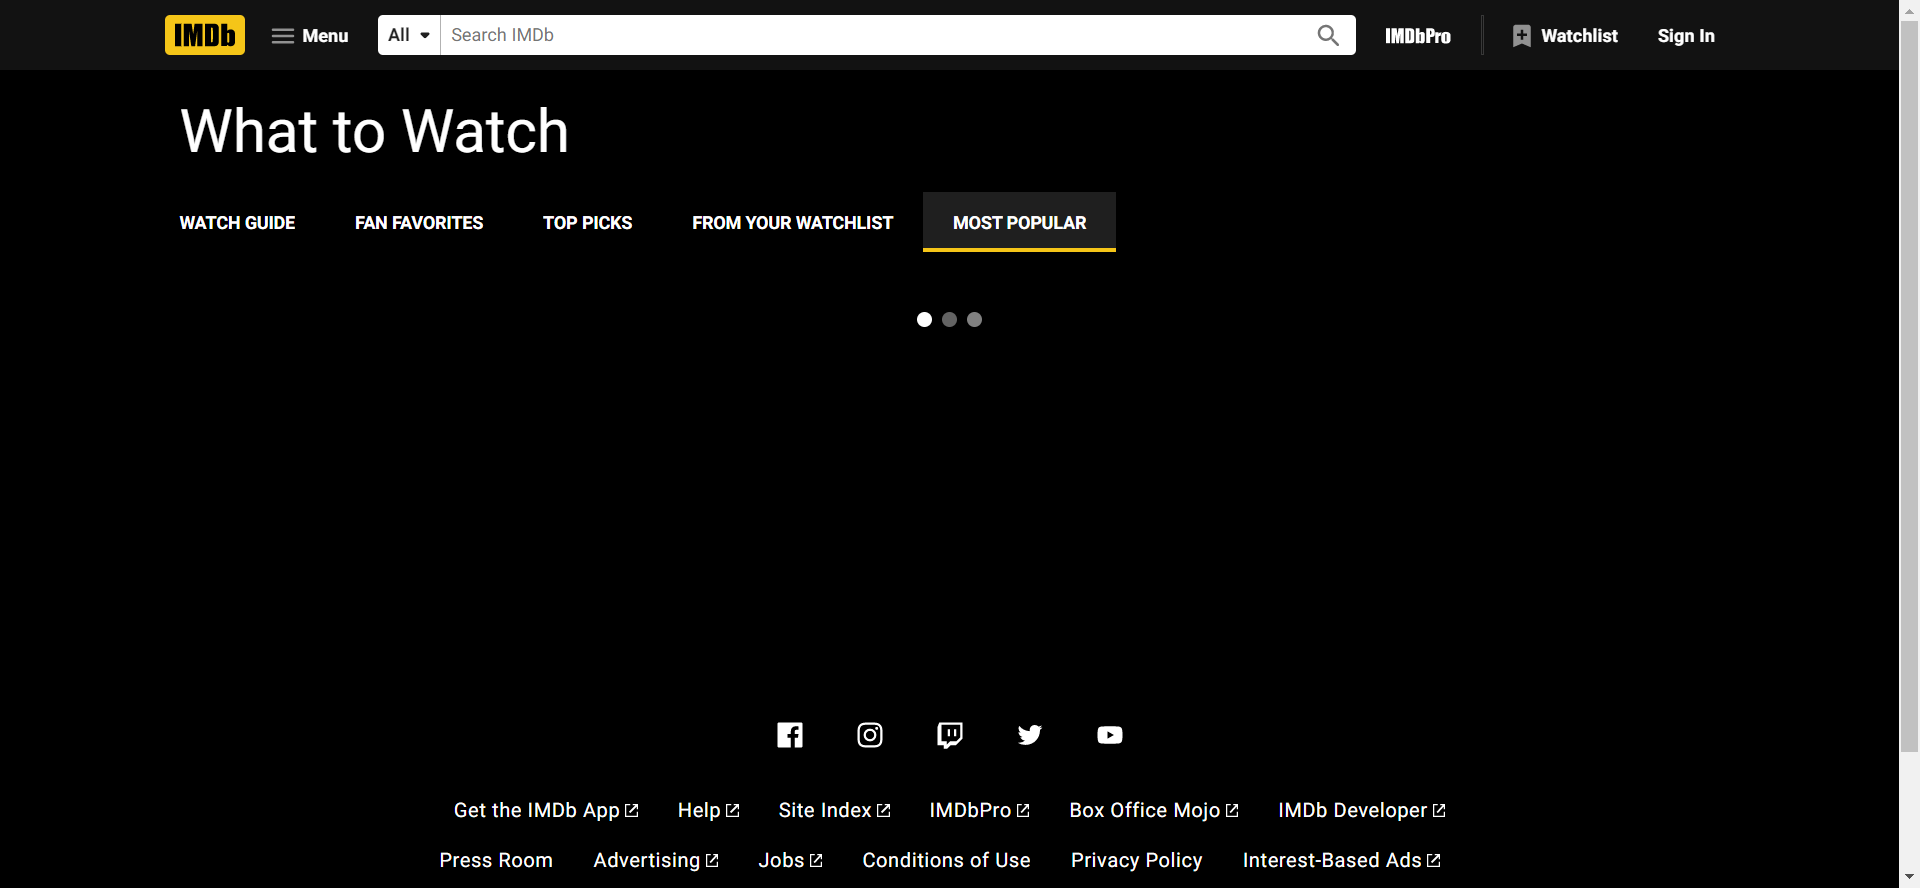 IMDb Menu All Search IMDb IMDbPro Watchlist Sign In
What to Watch
WATCH GUIDE FAN FAVORITES TOP PICKS FROM YOUR WATCHLIST MOST POPULAR
Get the IMDb App Help Site Index IMDbPro Box Office Mojo IMDb Developer
Press Room Advertising Jobs Conditions of Use Privacy Policy Interest-Based Ads